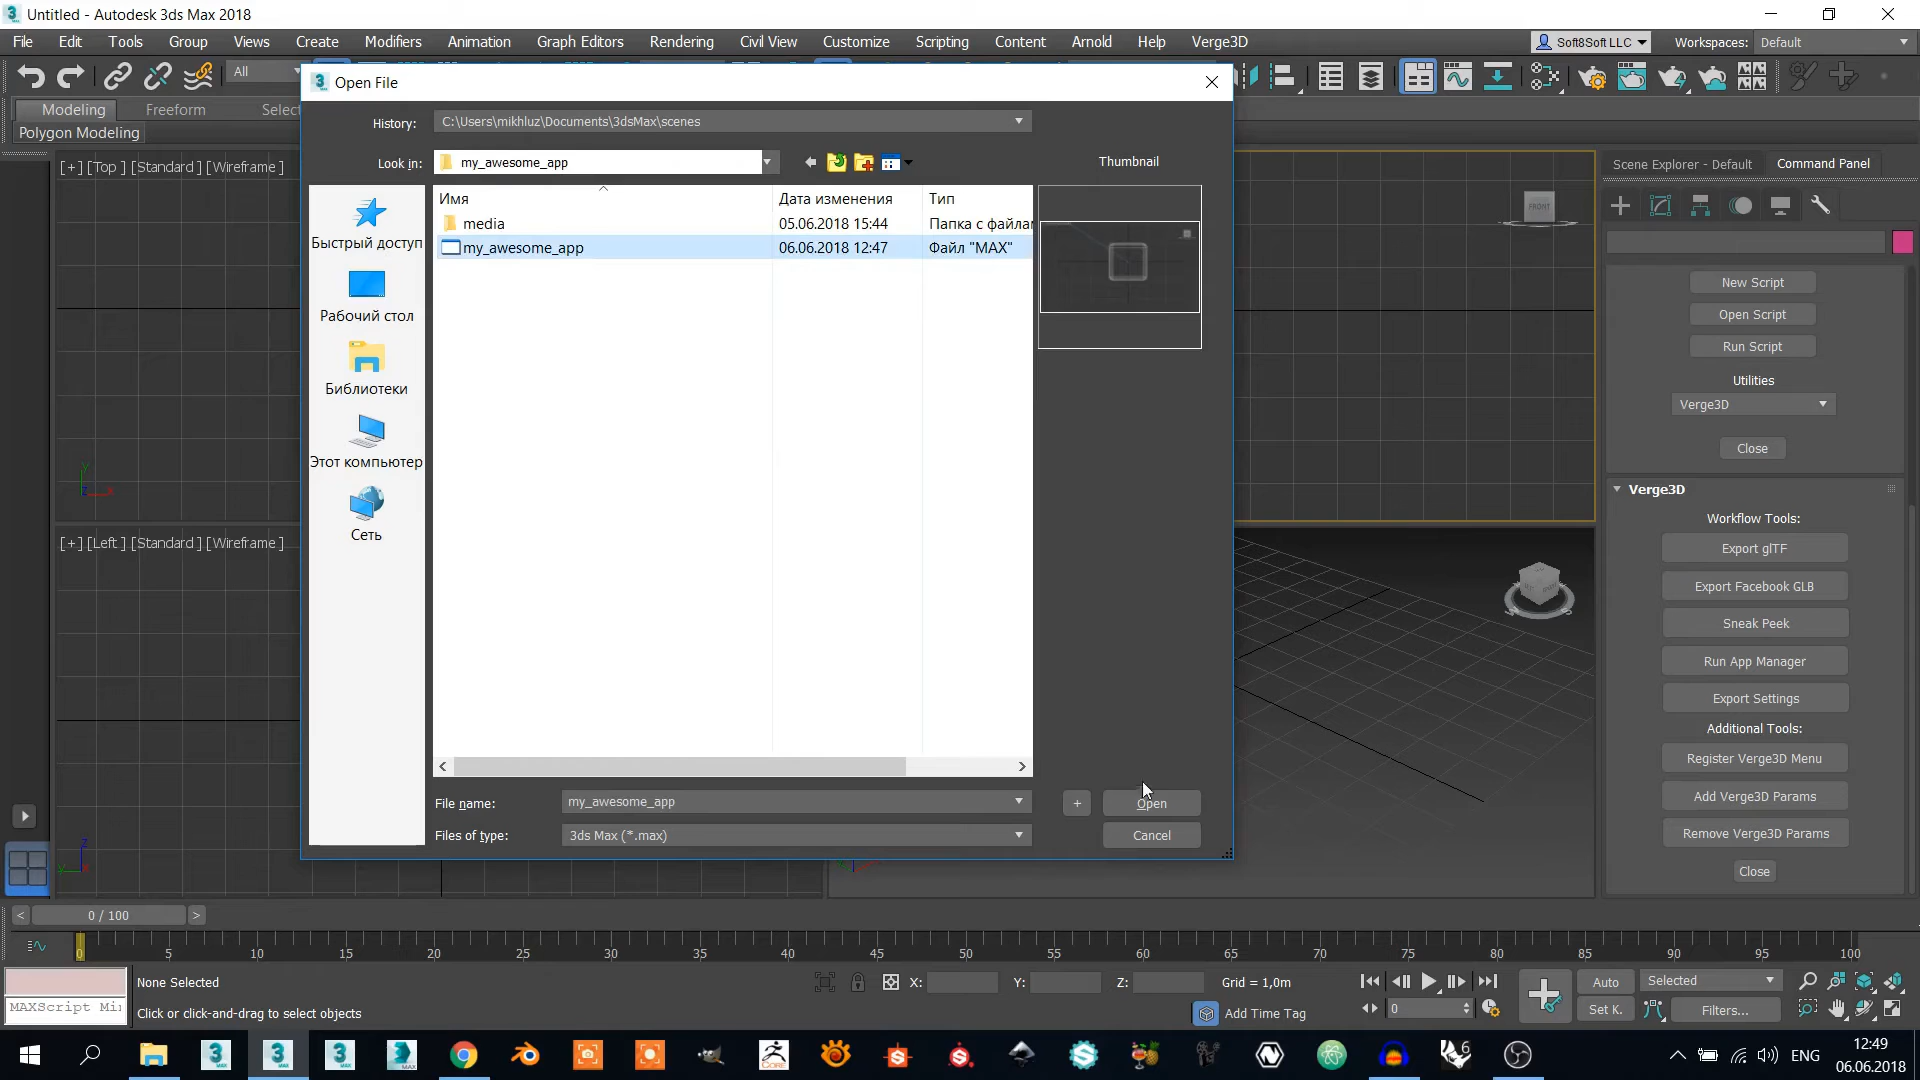 Untitled - Autodesk 3ds Max 2018
File Edit Tools Group Views Create Modifiers Animation Graph Editors Rendering Civil View Customize Scripting Content Arnold Help Verge3D
Soft8Soft LLC Workspaces: Default
All
Open File
Modeling Freeform Selec
Polygon Modeling
History: C:\Users\mikhluz\Documents\3dsMax\scenes
Look in: my_awesome_app
Thumbnail
Имя Дата изменения Тип
media 05.06.2018 15:44 Папка с файлам
my_awesome_app 06.06.2018 12:47 Файл "MAX"
Быстрый доступ
Рабочий стол
Библиотеки
Этот компьютер
Сеть
File name: my_awesome_app
+ Open
Files of type: 3ds Max (*.max)
Cancel
[+] [Top ] [Standard ] [Wireframe ]
[+] [Left ] [Standard ] [Wireframe ]
FRONT
Scene Explorer - Default Command Panel
New Script
Open Script
Run Script
Utilities
Verge3D
Close
Verge3D
Workflow Tools:
Export glTF
Export Facebook GLB
Sneak Peek
Run App Manager
Export Settings
Additional Tools:
Register Verge3D Menu
Add Verge3D Params
Remove Verge3D Params
Close
< 0 / 100 >
0 5 10 15 20 25 30 35 40 45 50 55 60 65 70 75 80 85 90 95 100
None Selected
X: Y: Z: Grid = 1,0m
Auto Selected
MAXScript Mi
Click or click-and-drag to select objects
Add Time Tag
0
Set K. Filters...
ENG
12:49
06.06.2018